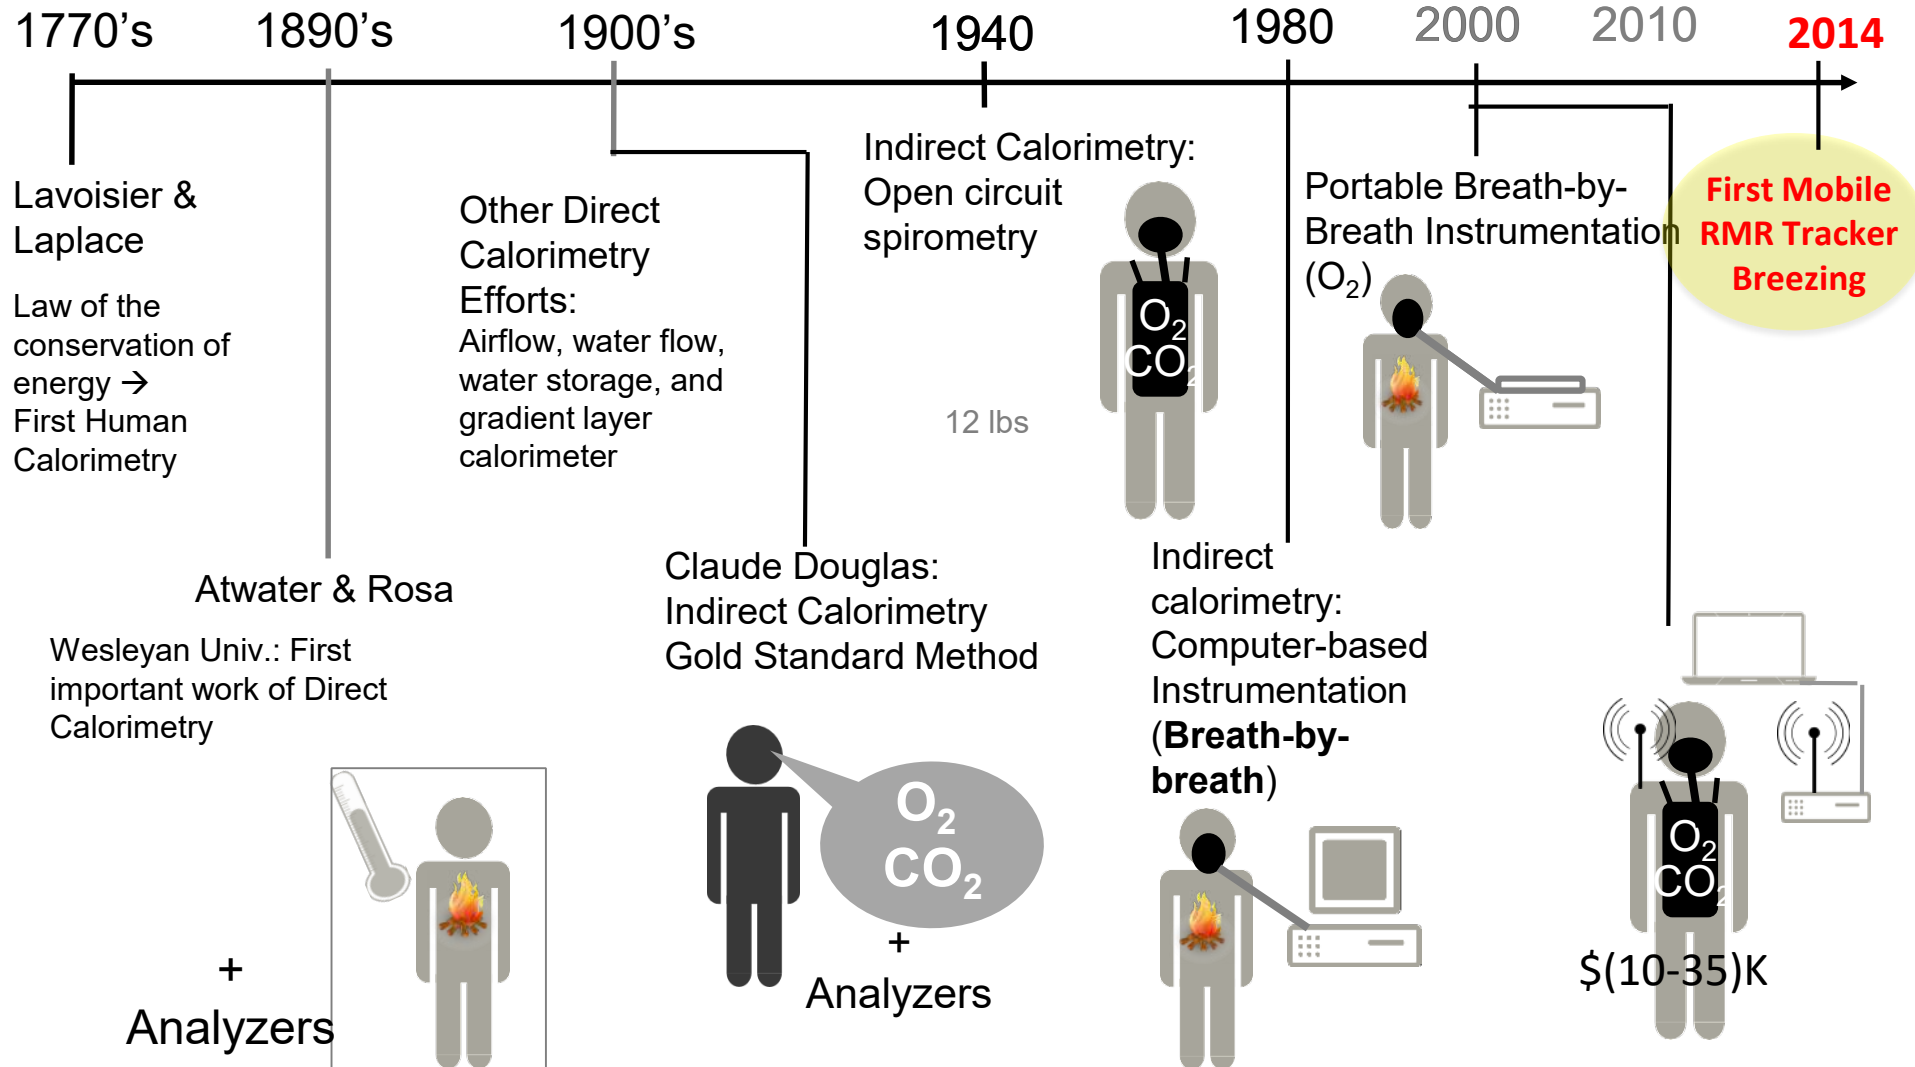 1770’s
1890’s
1900’s
1940
1980
2000
2010
2014
Lavoisier &
Laplace
Law of the
conservation of
energy →
First Human
Calorimetry
Atwater & Rosa
Wesleyan Univ.: First
important work of Direct
Calorimetry
+
Analyzers
Other Direct
Calorimetry
Efforts:
Airflow, water flow,
water storage, and
gradient layer
calorimeter
Claude Douglas:
Indirect Calorimetry
Gold Standard Method
O₂
CO₂
+
Analyzers
Indirect Calorimetry:
Open circuit
spirometry
O₂
CO₂
12 lbs
Indirect
calorimetry:
Computer-based
Instrumentation
(Breath-by-
breath)
Portable Breath-by-
Breath Instrumentation
(O₂)
O₂
CO₂
$(10-35)K
First Mobile
RMR Tracker
Breezing